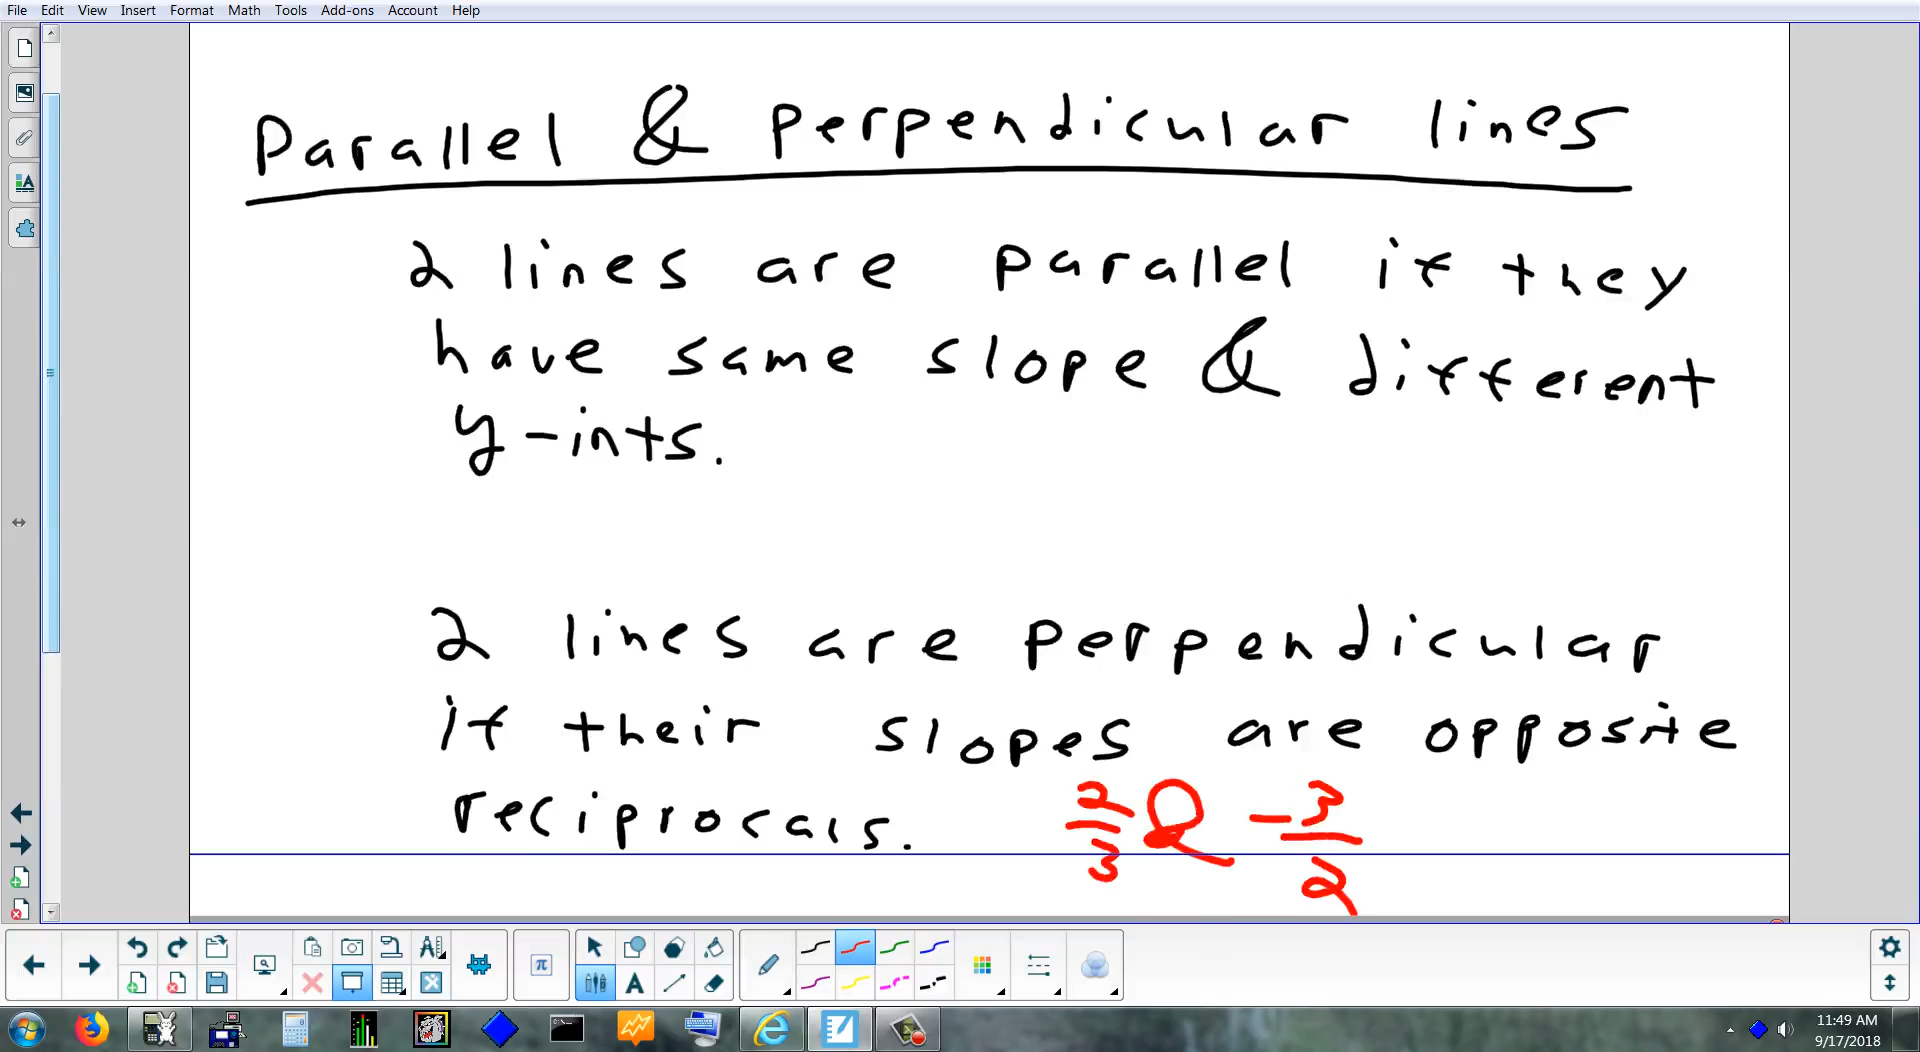 File Edit View Insert Format Math Tools Add-ons Account Help
Parallel & perpendicular lines
2 lines are parallel if they
have same slope & different
y-ints.
2 lines are perpendicular
if their slopes are opposite
reciprocals. 2/3 & -3/2
π
A
11:49 AM
9/17/2018